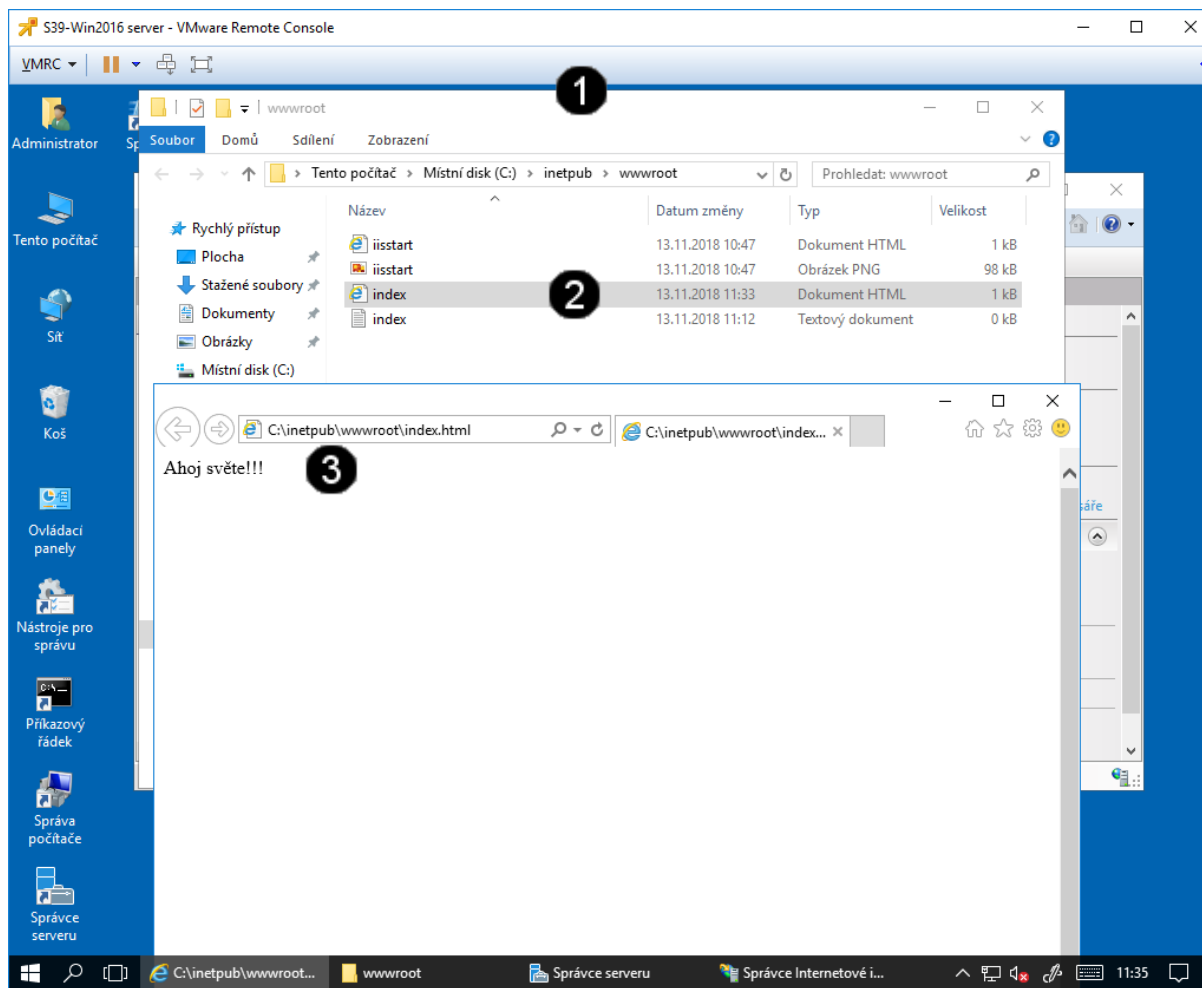 S39-Win2016 server - VMware Remote Console
VMRC
1
wwwroot
Administrator
Soubor Domů Sdílení Zobrazení
Tento počítač > Místní disk (C:) > inetpub > wwwroot
Prohledat: wwwroot
Název Datum změny Typ Velikost
Rychlý přístup
Plocha
Stažené soubory
Dokumenty
Obrázky
Místní disk (C:)
iisstart 13.11.2018 10:47 Dokument HTML 1 kB
iisstart 13.11.2018 10:47 Obrázek PNG 98 kB
index 13.11.2018 11:33 Dokument HTML 1 kB
index 13.11.2018 11:12 Textový dokument 0 kB
2
Tento počítač
Síť
Koš
Ovládací
panely
Nástroje pro
správu
Příkazový
řádek
Správa
počítače
Správce
serveru
C:\inetpub\wwwroot\index.html
C:\inetpub\wwwroot\index...
Ahoj světe!!!
3
C:\inetpub\wwwroot...
wwwroot
Správce serveru
Správce Internetové i...
11:35